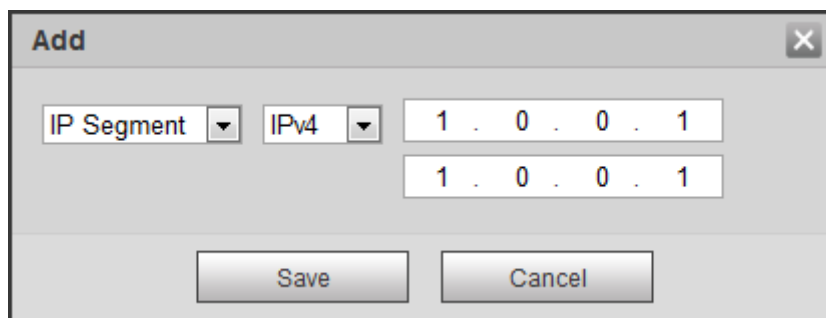 Add
IP Segment IPv4 1 . 0 . 0 . 1
1 . 0 . 0 . 1
Save Cancel